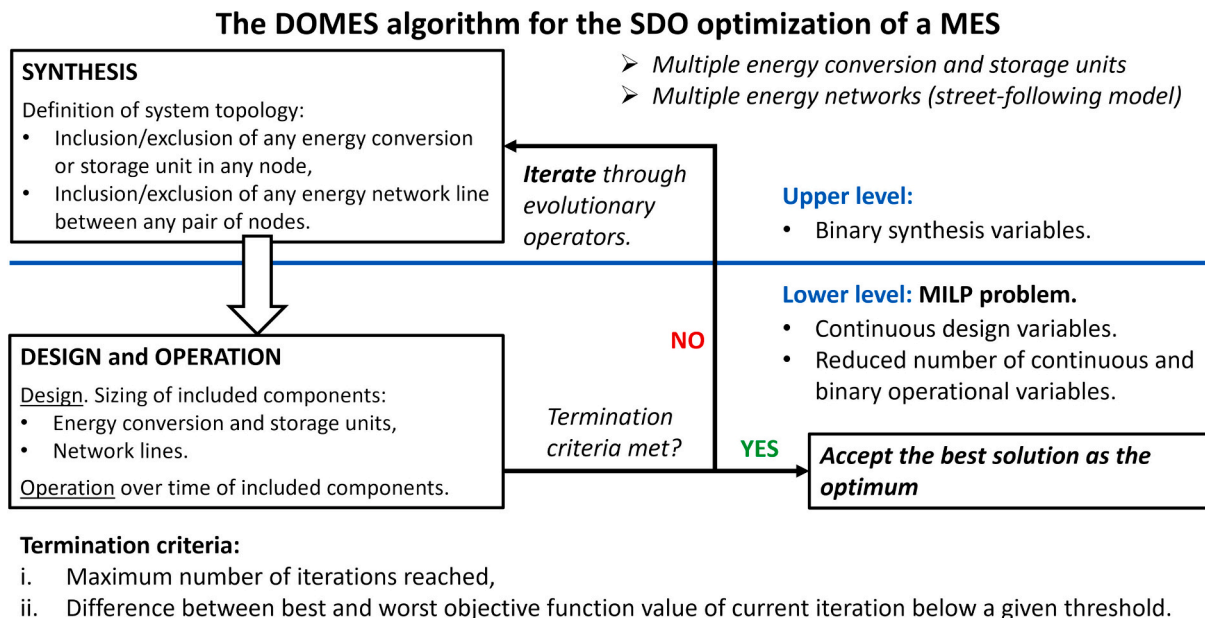 The DOMES algorithm for the SDO optimization of a MES
SYNTHESIS
Definition of system topology:
• Inclusion/exclusion of any energy conversion
or storage unit in any node,
• Inclusion/exclusion of any energy network line
between any pair of nodes.
➢ Multiple energy conversion and storage units
➢ Multiple energy networks (street-following model)
Iterate through
evolutionary
operators.
Upper level:
• Binary synthesis variables.
Lower level: MILP problem.
• Continuous design variables.
• Reduced number of continuous and
binary operational variables.
DESIGN and OPERATION
Design. Sizing of included components:
• Energy conversion and storage units,
• Network lines.
Operation over time of included components.
Termination
criteria met?
NO
YES
Accept the best solution as the
optimum
Termination criteria:
i. Maximum number of iterations reached,
ii. Difference between best and worst objective function value of current iteration below a given threshold.